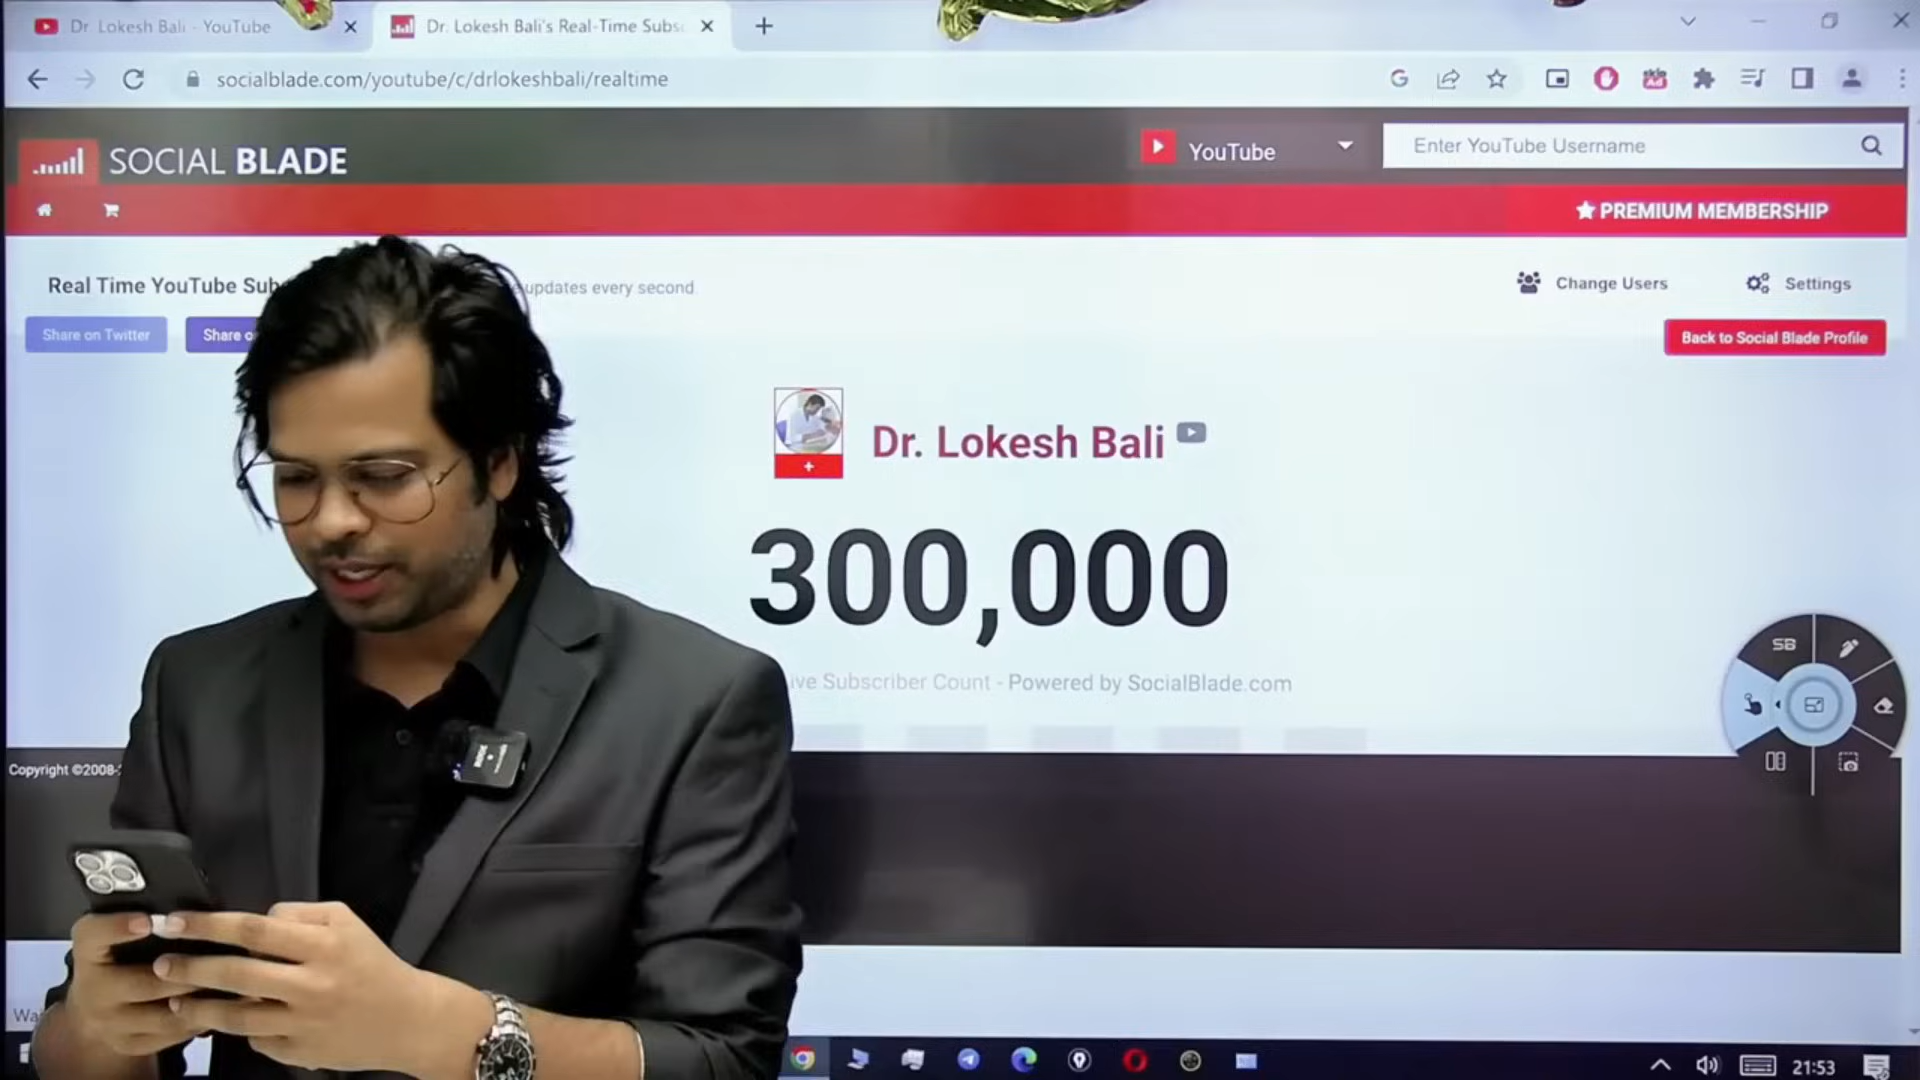 Dr. Lokesh Bali - YouTube
Dr. Lokesh Bali's Real-Time Subs
socialblade.com/youtube/c/drlokeshbali/realtime
SOCIAL BLADE
YouTube
Enter YouTube Username
PREMIUM MEMBERSHIP
Real Time YouTube Sub
updates every second
Change Users
Settings
Share on Twitter
Share o
Back to Social Blade Profile
Dr. Lokesh Bali
300,000
ive Subscriber Count - Powered by SocialBlade.com
SB
Copyright ©2008-
Wa
21:53